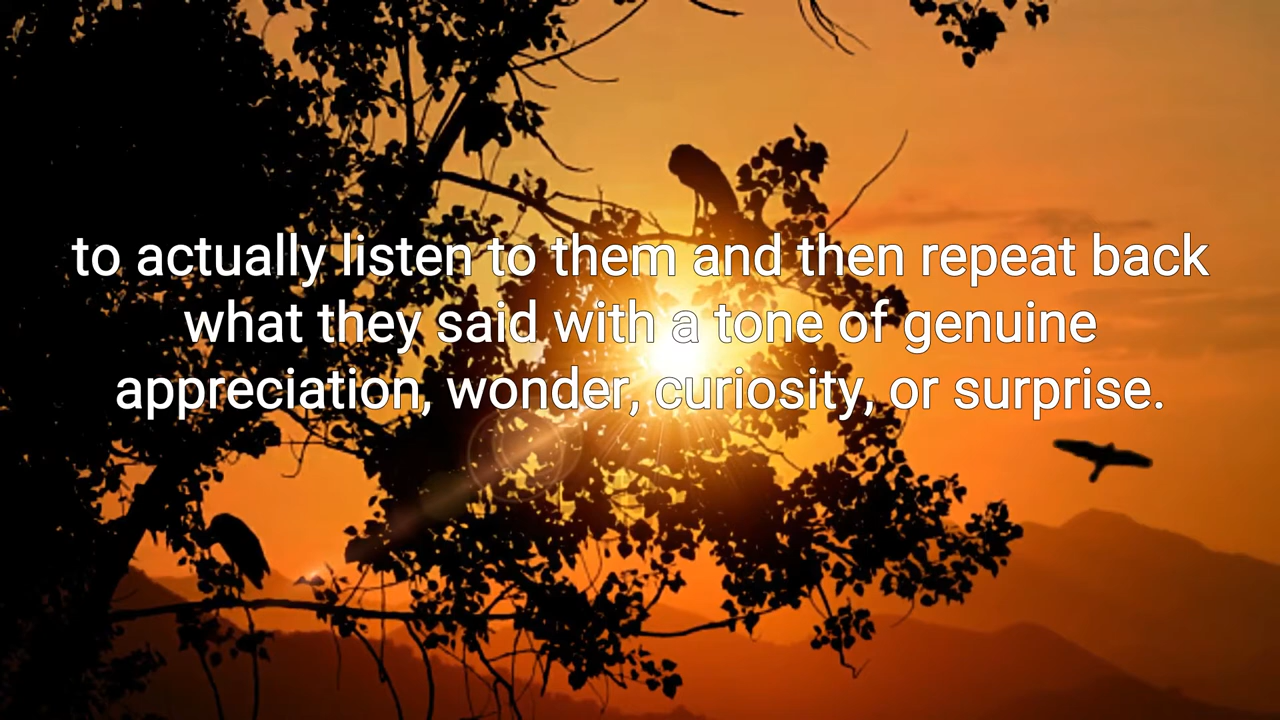 to actually listen to them and then repeat back
what they said with a tone of genuine
appreciation, wonder, curiosity, or surprise.